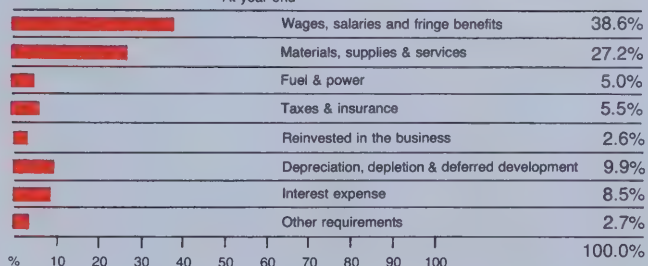 At year end
Wages, salaries and fringe benefits 38.6%
Materials, supplies & services 27.2%
Fuel & power 5.0%
Taxes & insurance 5.5%
Reinvested in the business 2.6%
Depreciation, depletion & deferred development 9.9%
Interest expense 8.5%
Other requirements 2.7%
100.0%
% 10 20 30 40 50 60 70 80 90 100